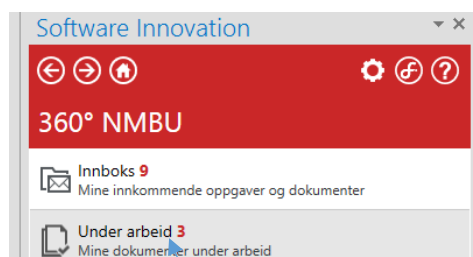 Software Innovation
360° NMBU
Innboks 9
Mine innkommende oppgaver og dokumenter
Under arbeid 3
Mine dokumenter under arbeid